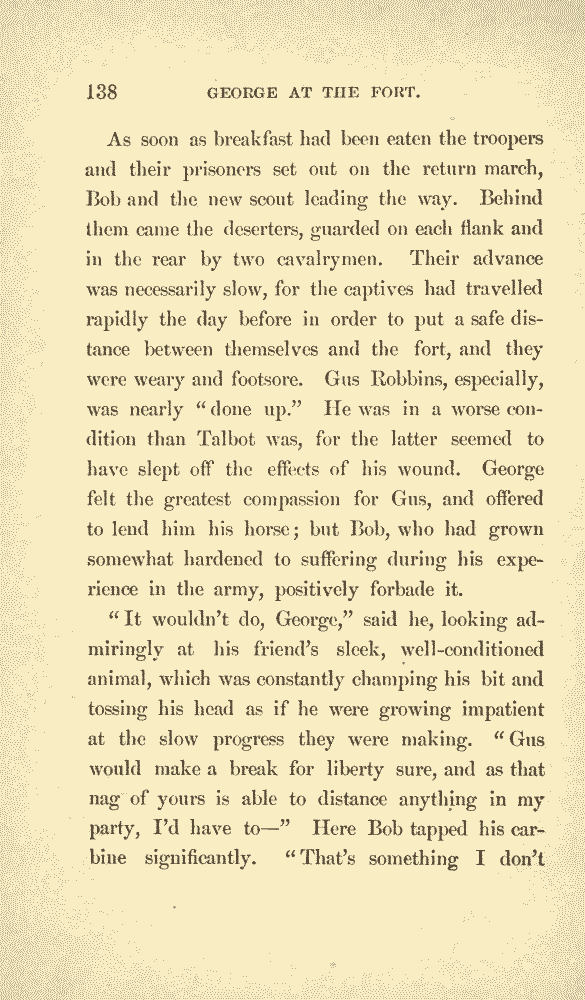 138 GEORGE AT THE FORT.
As soon as breakfast had been eaten the troopers
and their prisoners set out on the return march,
Bob and the new scout leading the way. Behind
them came the deserters, guarded on each flank and
in the rear by two cavalrymen. Their advance
was necessarily slow, for the captives had travelled
rapidly the day before in order to put a safe dis-
tance between themselves and the fort, and they
were weary and footsore. Gus Robbins, especially,
was nearly “done up.” He was in a worse con-
dition than Talbot was, for the latter seemed to
have slept off the effects of his wound. George
felt the greatest compassion for Gus, and offered
to lend him his horse; but Bob, who had grown
somewhat hardened to suffering during his expe-
rience in the army, positively forbade it.
“It wouldn’t do, George,” said he, looking ad-
miringly at his friend’s sleek, well-conditioned
animal, which was constantly champing his bit and
tossing his head as if he were growing impatient
at the slow progress they were making. “Gus
would make a break for liberty sure, and as that
nag of yours is able to distance anything in my
party, I’d have to—” Here Bob tapped his car-
bine significantly. “That’s something I don’t